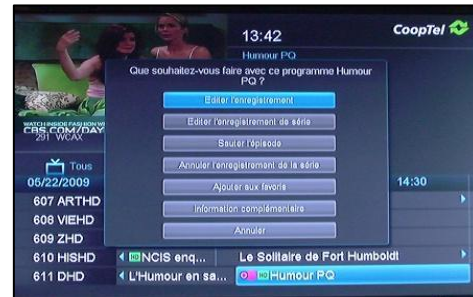 13:42
CoopTel
Humour PQ
Que souhaitez-vous faire avec ce programme Humour
PQ ?
Editer l'enregistrement
Editer l'enregistrement de série
Sauter l'épisode
Annuler l'enregistrement de la série
Ajouter aux favoris
Information complémentaire
Annuler
WATCH INSIDE FASHION W
CBS.COM/DAY
291 WCAX
Tous
05/22/2009
14:30
607 ARTHD
608 VIEHD
609 ZHD
610 HISHD
HD NCIS enq...
Le Solitaire de Fort Humboldt
611 DHD
L'Humour en sa...
HD Humour PQ